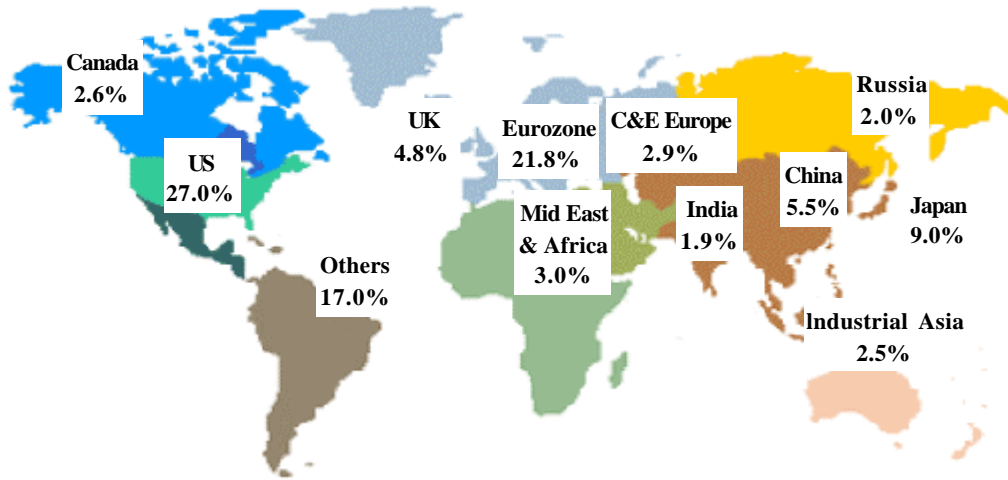 Canada
2.6%
US
27.0%
Others
17.0%
UK
4.8%
Eurozone
21.8%
C&E Europe
2.9%
Mid East
& Africa
3.0%
Russia
2.0%
China
5.5%
India
1.9%
Japan
9.0%
Industrial Asia
2.5%